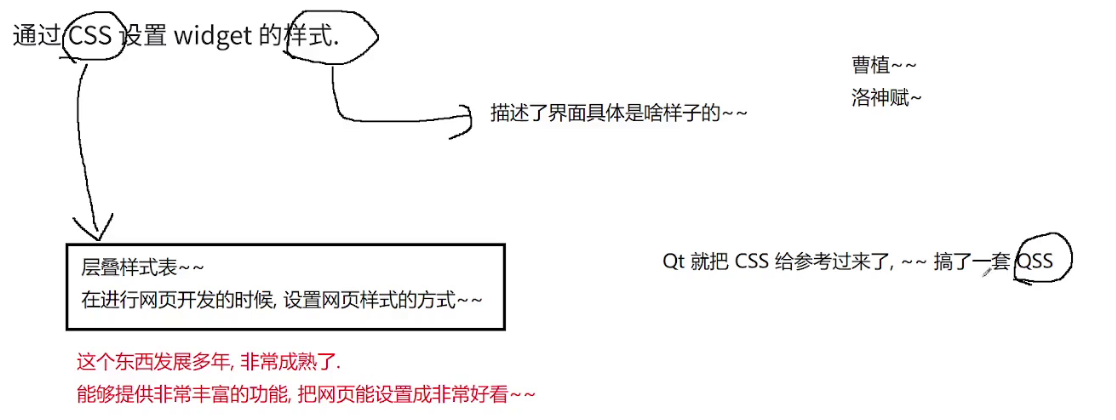 通过 CSS 设置 widget 的样式.
曹植~~
洛神赋~
描述了界面具体是啥样子的~~
层叠样式表~~
在进行网页开发的时候, 设置网页样式的方式~~
Qt 就把 CSS 给参考过来了, ~~ 搞了一套 QSS
这个东西发展多年, 非常成熟了.
能够提供非常丰富的功能, 把网页能设置成非常好看~~